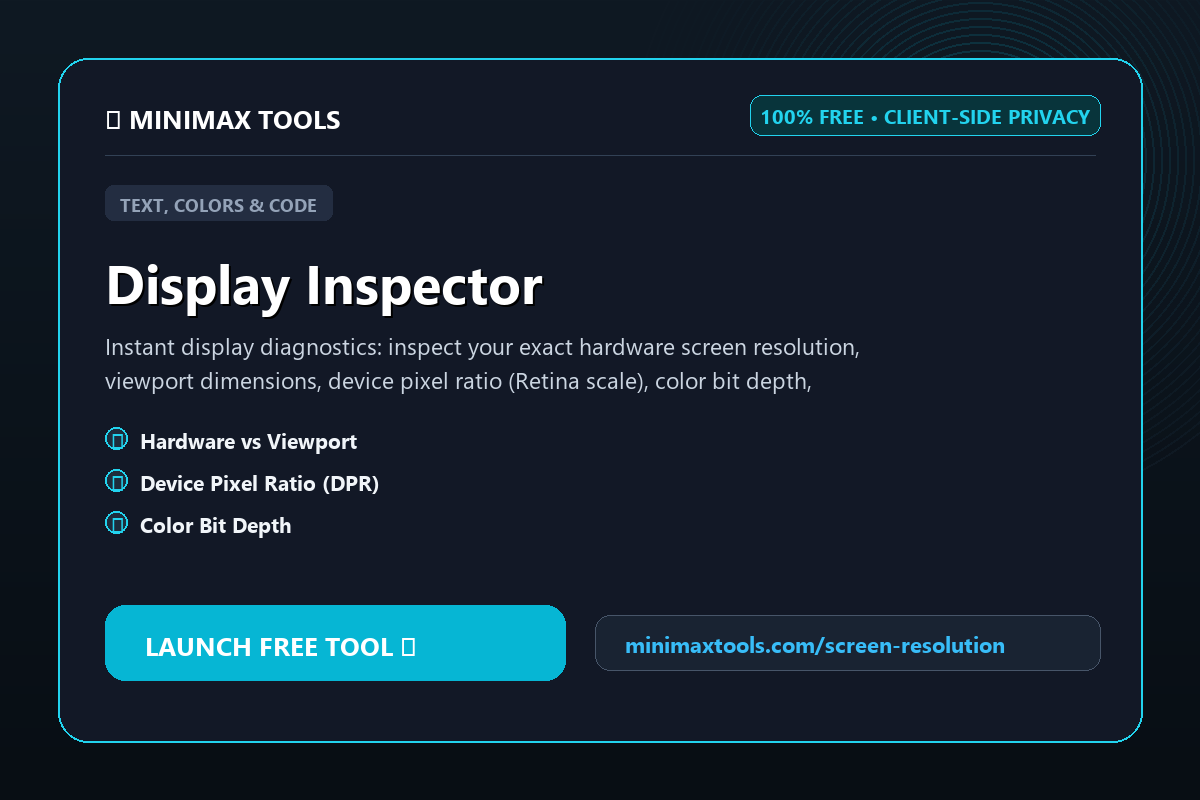 MINIMAX TOOLS
100% FREE • CLIENT-SIDE PRIVACY
TEXT, COLORS & CODE
Display Inspector
Instant display diagnostics: inspect your exact hardware screen resolution,
viewport dimensions, device pixel ratio (Retina scale), color bit depth,
Hardware vs Viewport
Device Pixel Ratio (DPR)
Color Bit Depth
LAUNCH FREE TOOL
minimaxtools.com/screen-resolution